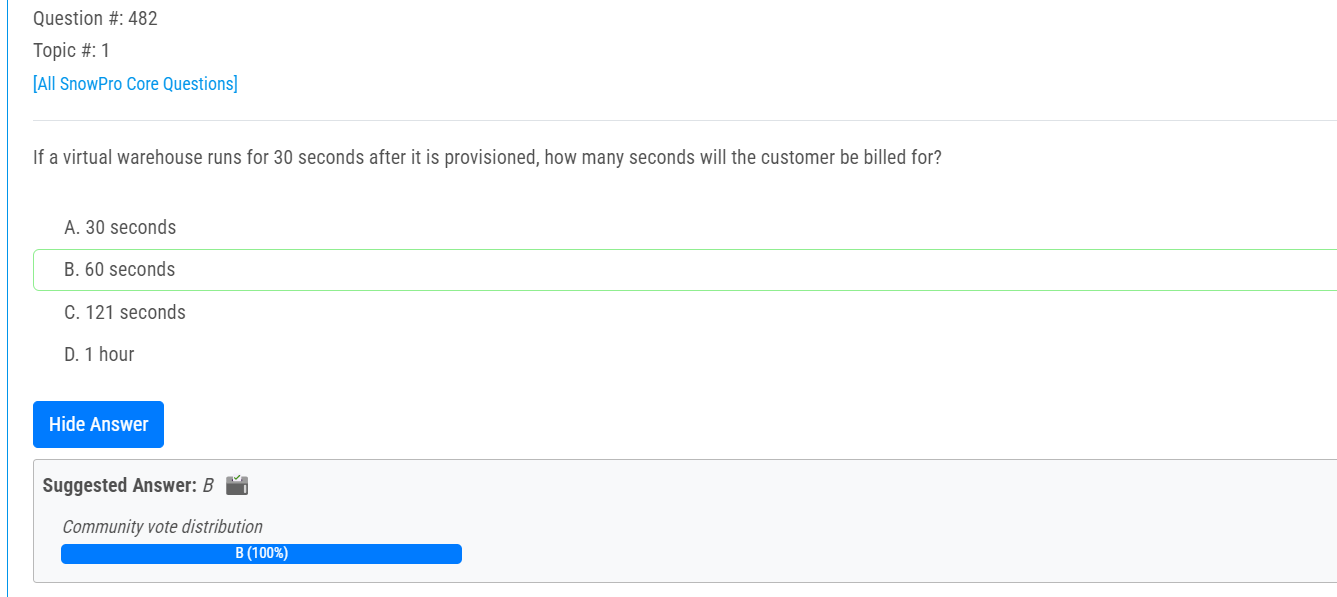 Question #: 482
Topic #: 1
[All SnowPro Core Questions]
If a virtual warehouse runs for 30 seconds after it is provisioned, how many seconds will the customer be billed for?
A. 30 seconds
B. 60 seconds
C. 121 seconds
D. 1 hour
Hide Answer
Suggested Answer: B
Community vote distribution
B (100%)